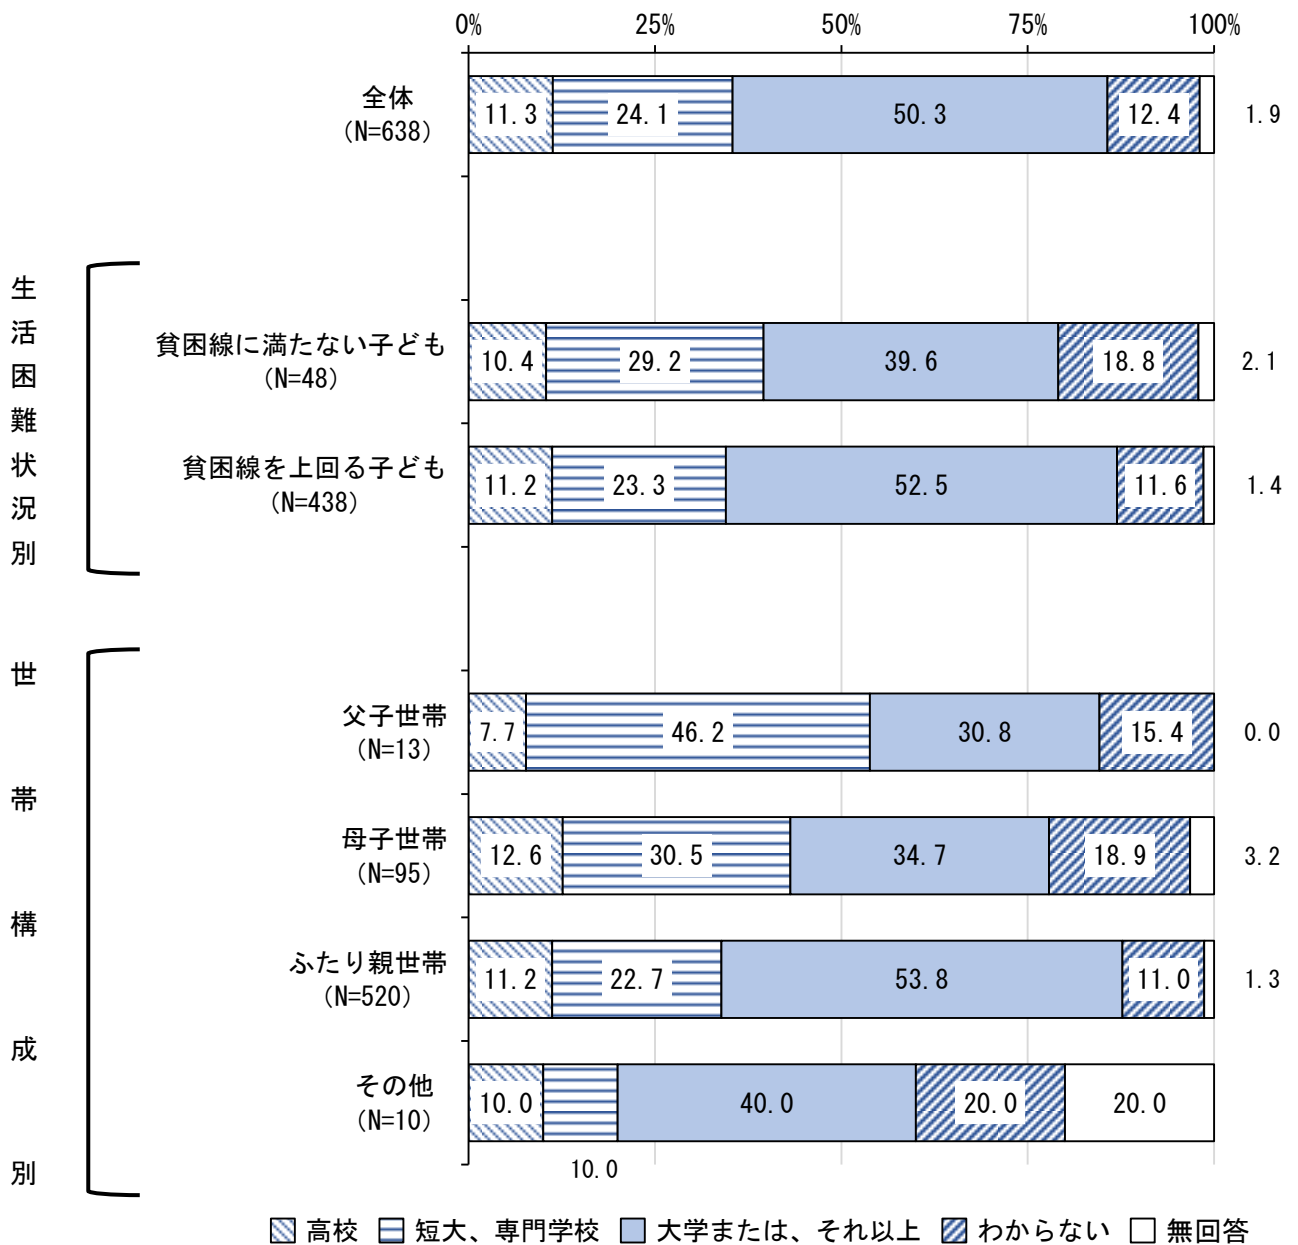 0% 25% 50% 75% 100%
全体
(N=638)
11.3 24.1 50.3 12.4 1.9
生活困難状況別
貧困線に満たない子ども
(N=48)
10.4 29.2 39.6 18.8 2.1
貧困線を上回る子ども
(N=438)
11.2 23.3 52.5 11.6 1.4
世帯構成別
父子世帯
(N=13)
7.7 46.2 30.8 15.4 0.0
母子世帯
(N=95)
12.6 30.5 34.7 18.9 3.2
ふたり親世帯
(N=520)
11.2 22.7 53.8 11.0 1.3
その他
(N=10)
10.0 40.0 20.0 20.0
10.0
高校 短大、専門学校 大学または、それ以上 わからない 無回答